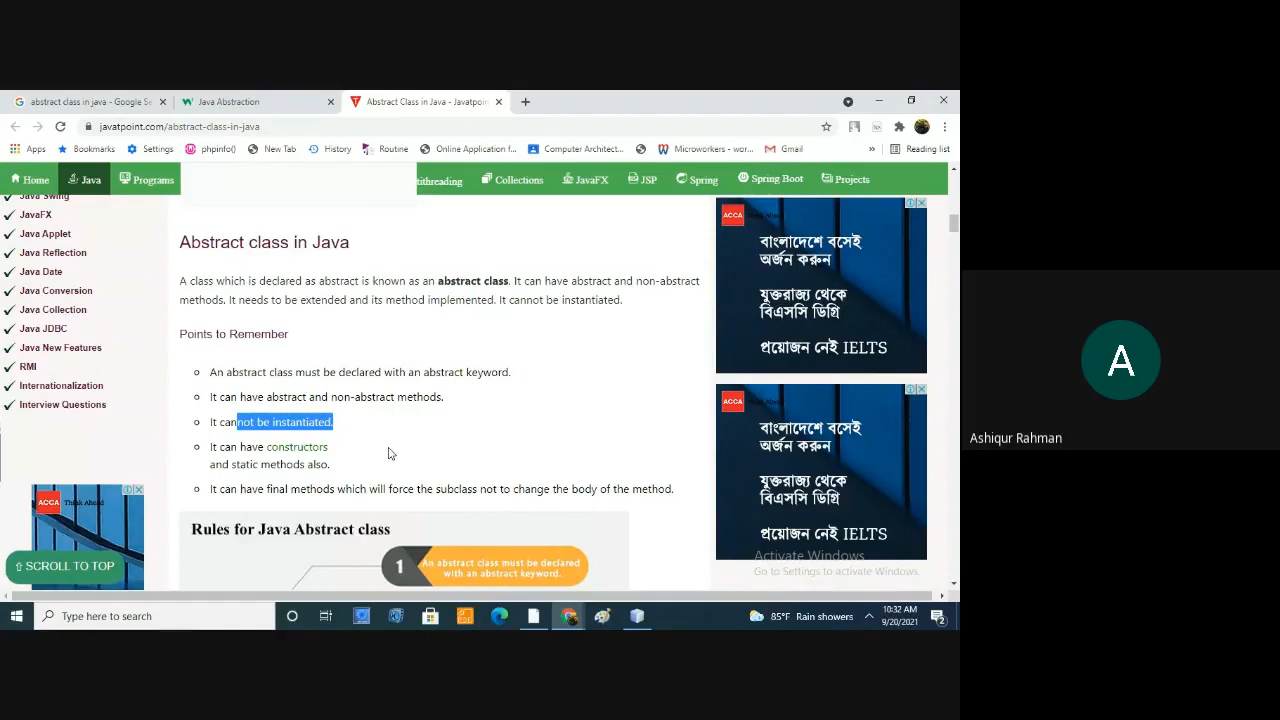 abstract class in java - Google Se
Java Abstraction
Abstract Class in Java - Javatpoin
javatpoint.com/abstract-class-in-java
Apps
Bookmarks
Settings
phpinfo()
New Tab
History
Routine
Online Application f...
Computer Architect...
Microworkers - wor...
Gmail
»
Reading list
Home
Java
Programs
ltithreading
Collections
JavaFX
JSP
Spring
Spring Boot
Projects
Java Swing
JavaFX
Java Applet
Java Reflection
Java Date
Java Conversion
Java Collection
Java JDBC
Java New Features
RMI
Internationalization
Interview Questions
ACCA Think Ahead
⇧ SCROLL TO TOP
Abstract class in Java
A class which is declared as abstract is known as an abstract class. It can have abstract and non-abstract
methods. It needs to be extended and its method implemented. It cannot be instantiated.
Points to Remember
An abstract class must be declared with an abstract keyword.
It can have abstract and non-abstract methods.
It cannot be instantiated.
It can have constructors
and static methods also.
It can have final methods which will force the subclass not to change the body of the method.
Rules for Java Abstract class
1
An abstract class must be declared
with an abstract keyword.
ACCA
বাংলাদেশে বসেই
অর্জন করুন
যুক্তরাজ্য থেকে
বিএসসি ডিগ্রি
প্রয়োজন নেই IELTS
ACCA
বাংলাদেশে বসেই
অর্জন করুন
যুক্তরাজ্য থেকে
বিএসসি ডিগ্রি
প্রয়োজন নেই IELTS
Activate Windows
Go to Settings to activate Windows.
Type here to search
85°F Rain showers
10:32 AM
9/20/2021
2
A
Ashiqur Rahman